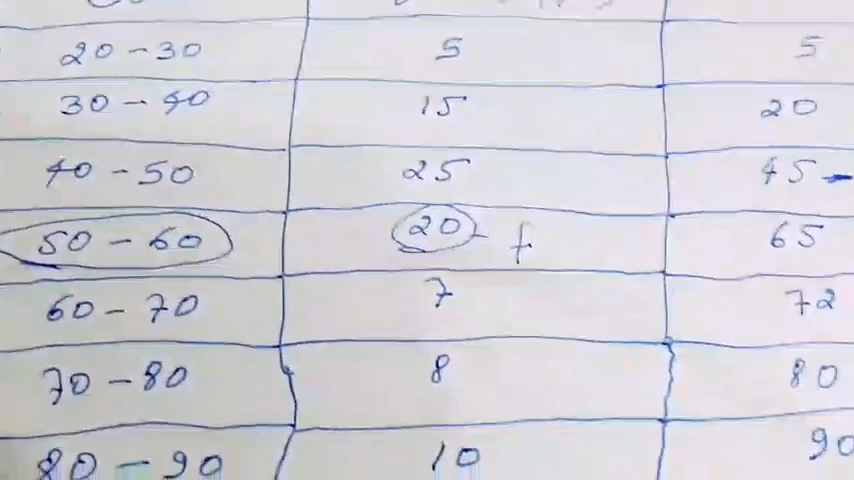 20 - 30 5 5
30 - 40 15 20
40 - 50 25 45 -
50 - 60 20 - f 65
60 - 70 7 72
70 - 80 8 80
80 - 90 10 90